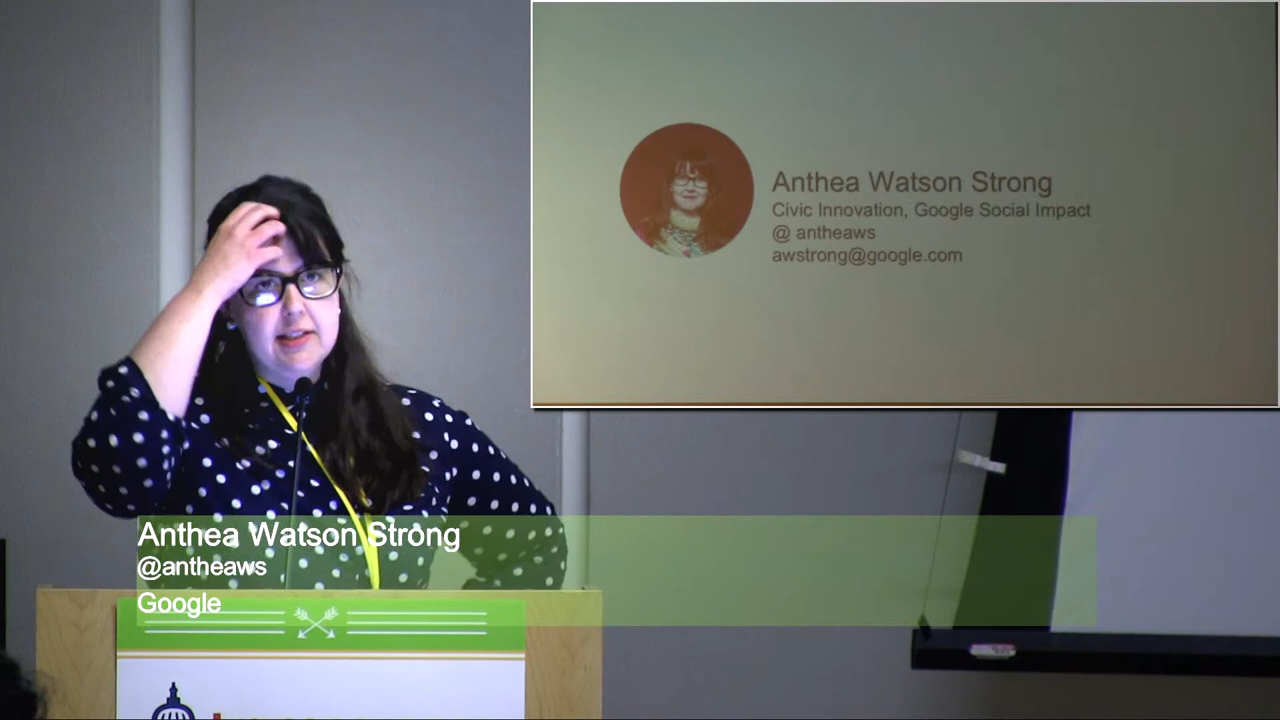 Anthea Watson Strong
Civic Innovation, Google Social Impact
@ antheaws
awstrong@google.com
Anthea Watson Strong
@antheaws
Google